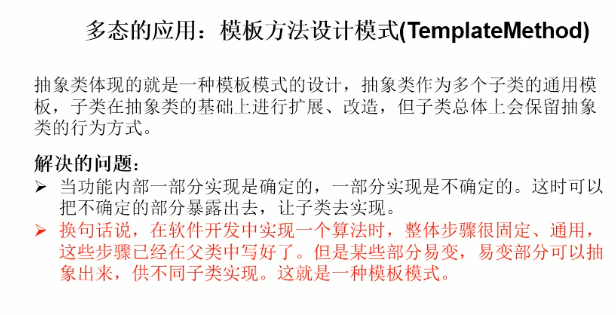 多态的应用：模板方法设计模式(TemplateMethod)
抽象类体现的就是一种模板模式的设计，抽象类作为多个子类的通用模
板，子类在抽象类的基础上进行扩展、改造，但子类总体上会保留抽象
类的行为方式。
解决的问题：
➢ 当功能内部一部分实现是确定的，一部分实现是不确定的。这时可以
把不确定的部分暴露出去，让子类去实现。
➢ 换句话说，在软件开发中实现一个算法时，整体步骤很固定、通用，
这些步骤已经在父类中写好了。但是某些部分易变，易变部分可以抽
象出来，供不同子类实现。这就是一种模板模式。